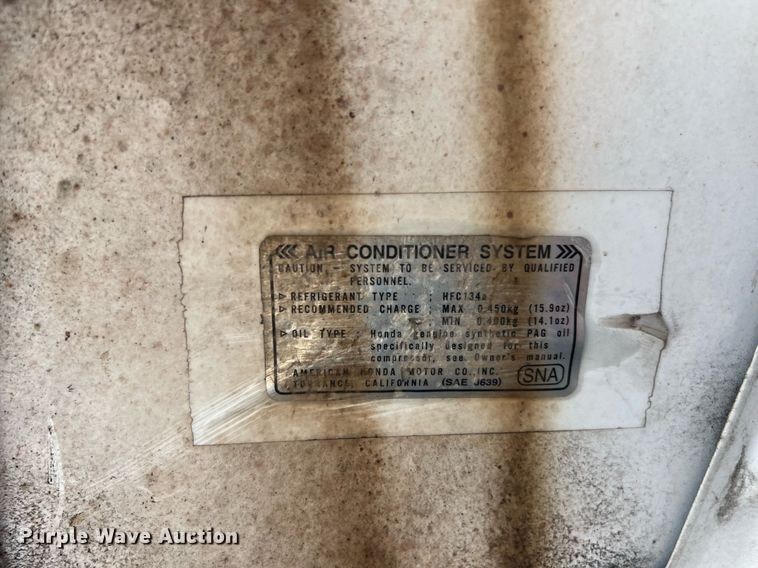 <<< AIR CONDITIONER SYSTEM >>>
CAUTION - SYSTEM TO BE SERVICED BY QUALIFIED
PERSONNEL.
▷ REFRIGERANT TYPE : HFC134a
▷ RECOMMENDED CHARGE : MAX 0.450kg (15.9oz)
: MIN 0.400kg (14.1oz)
▷ OIL TYPE : Honda genuine synthetic PAG oil
specifically designed for this
compressor, see Owner's manual.
AMERICAN HONDA MOTOR CO.,INC.
TORRANCE, CALIFORNIA (SAE J639)
SNA
Purple Wave Auction